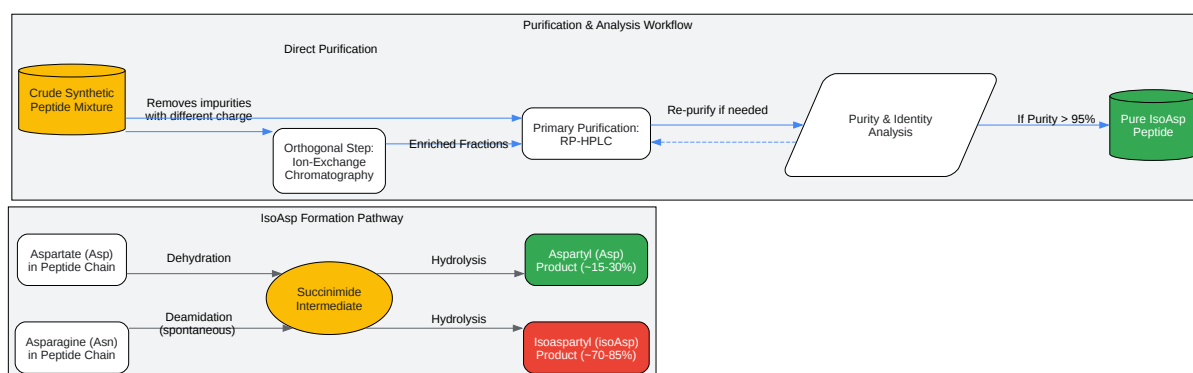 Purification & Analysis Workflow
Direct Purification
Crude Synthetic
Peptide Mixture
Removes impurities
with different charge
Orthogonal Step:
Ion-Exchange
Chromatography
Enriched Fractions
Primary Purification:
RP-HPLC
Re-purify if needed
Purity & Identity
Analysis
If Purity > 95%
Pure IsoAsp
Peptide
IsoAsp Formation Pathway
Aspartate (Asp)
in Peptide Chain
Dehydration
Succinimide
Intermediate
Hydrolysis
Aspartyl (Asp)
Product (~15-30%)
Asparagine (Asn)
in Peptide Chain
Deamidation
(spontaneous)
Hydrolysis
Isoaspartyl (isoAsp)
Product (~70-85%)